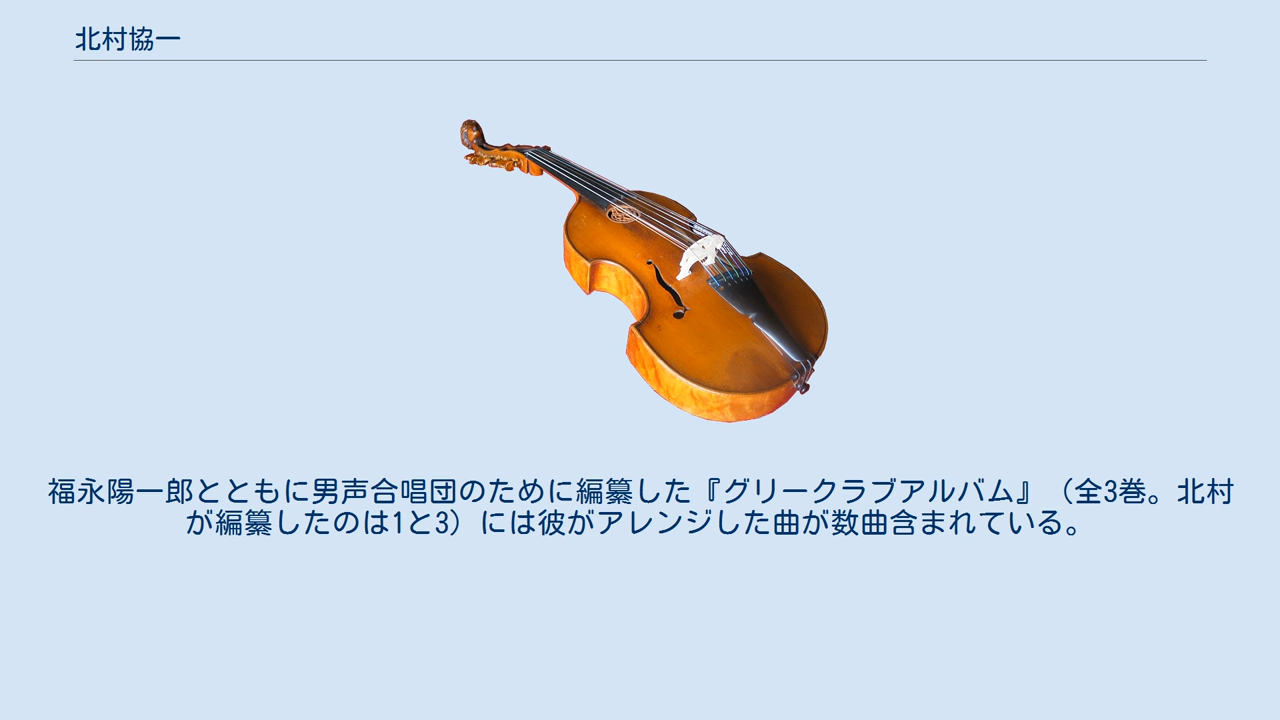 北村協一
福永陽一郎とともに男声合唱団のために編纂した『グリークラブアルバム』（全3巻。北村
が編纂したのは1と3）には彼がアレンジした曲が数曲含まれている。